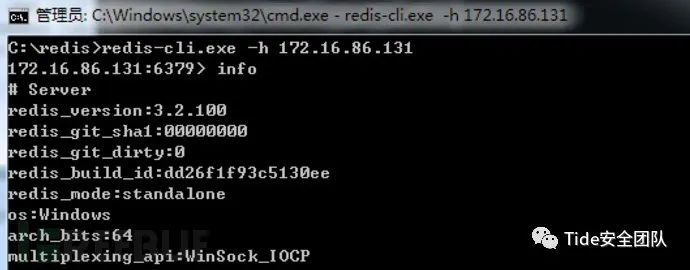 管理员: C:\Windows\system32\cmd.exe - redis-cli.exe  -h 172.16.86.131
C:\redis>redis-cli.exe -h 172.16.86.131
172.16.86.131:6379> info
# Server
redis_version:3.2.100
redis_git_sha1:00000000
redis_git_dirty:0
redis_build_id:dd26f1f93c5130ee
redis_mode:standalone
os:Windows
arch_bits:64
multiplexing_api:WinSock_IOCP
Tide安全团队